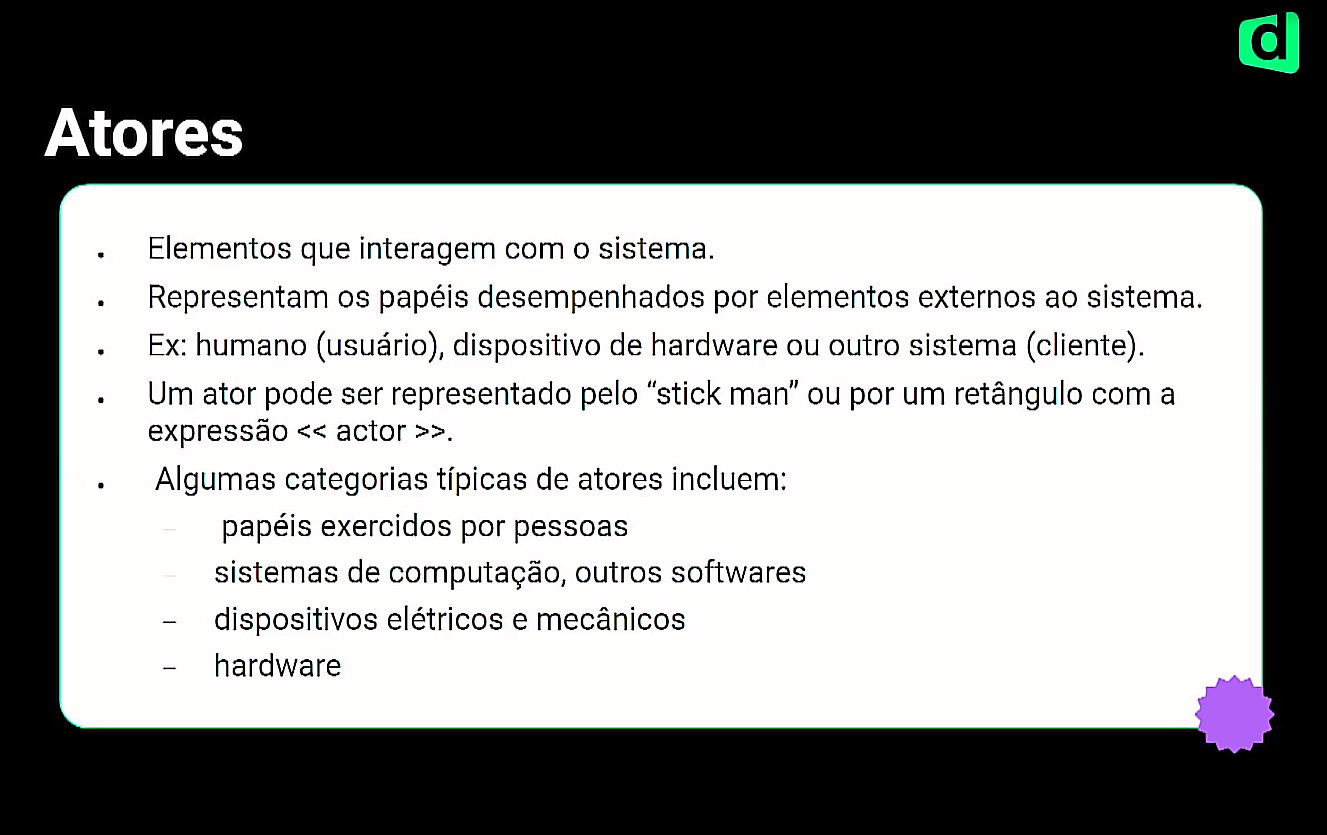 d
Atores
. Elementos que interagem com o sistema.
. Representam os papéis desempenhados por elementos externos ao sistema.
. Ex: humano (usuário), dispositivo de hardware ou outro sistema (cliente).
. Um ator pode ser representado pelo “stick man” ou por um retângulo com a
expressão << actor >>.
. Algumas categorias típicas de atores incluem:
– papéis exercidos por pessoas
– sistemas de computação, outros softwares
– dispositivos elétricos e mecânicos
– hardware